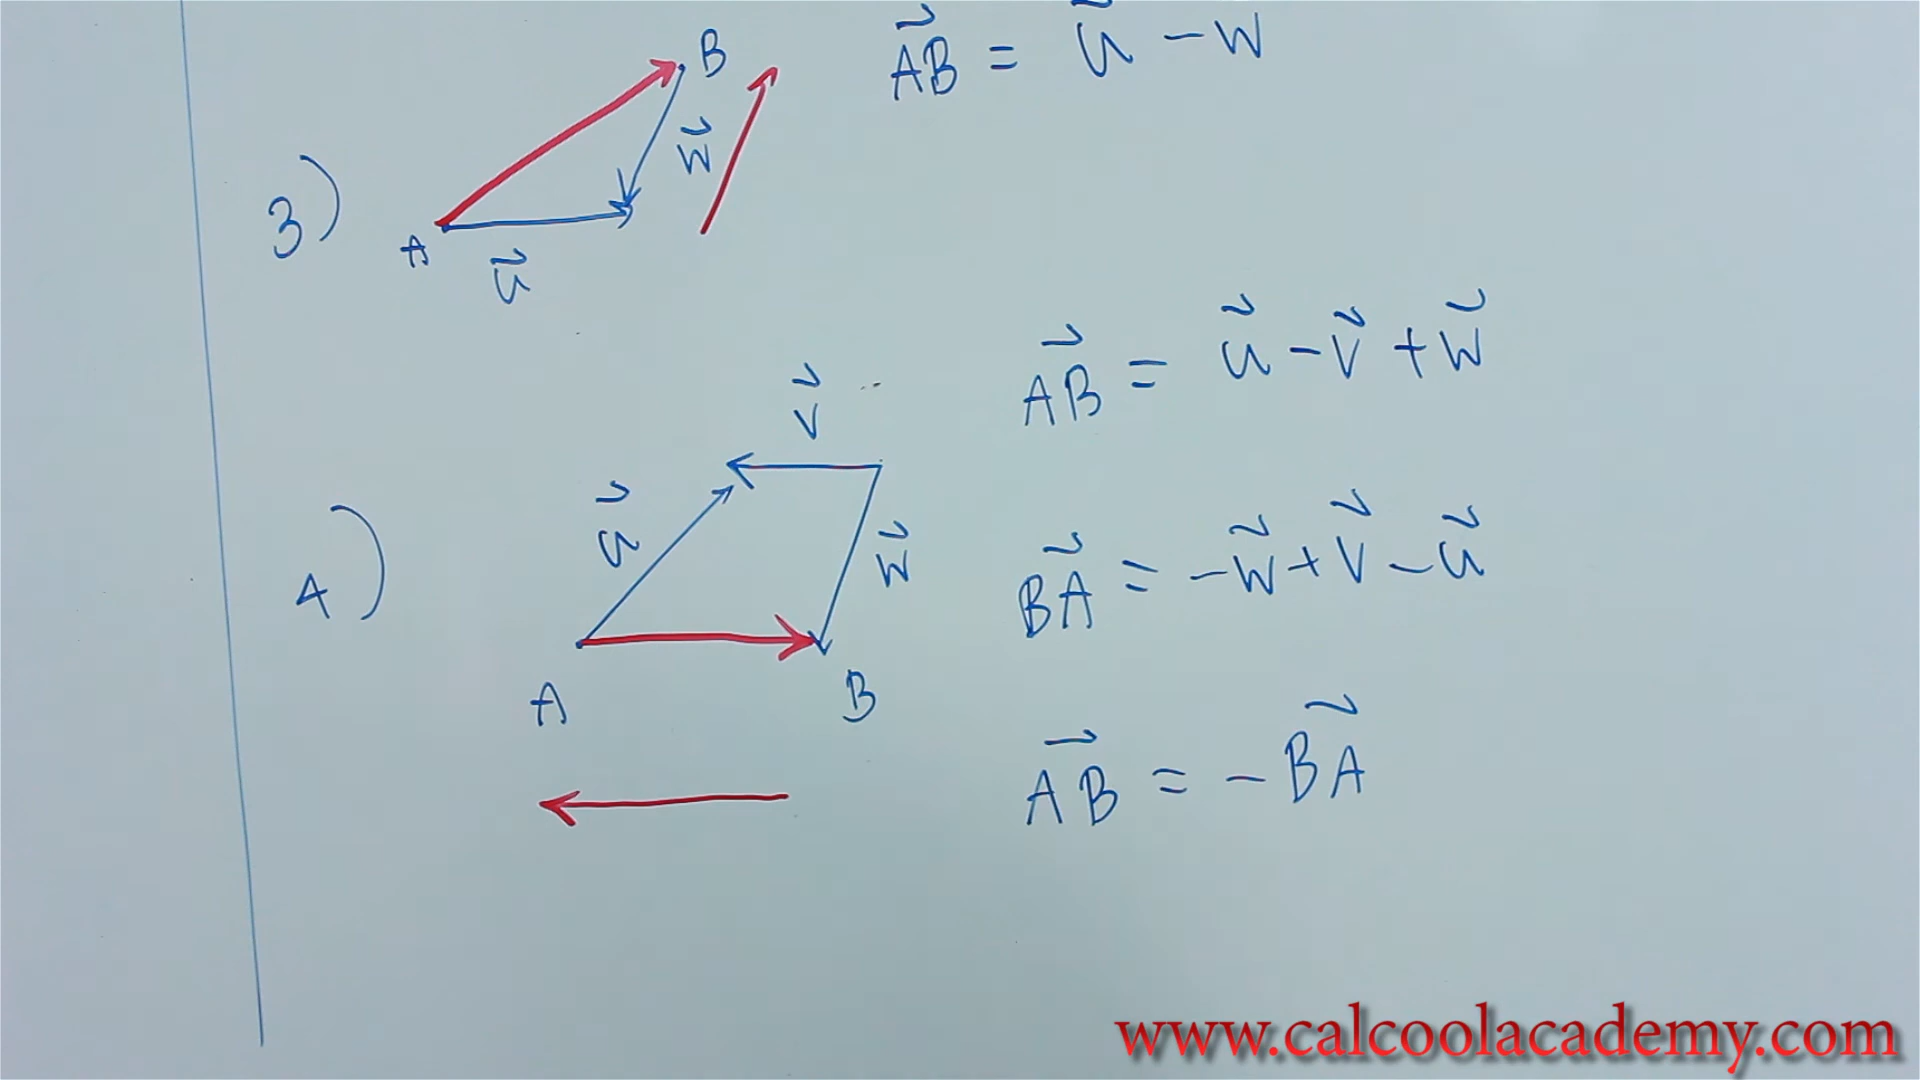 B
AB = u - w
w
3)
A
u
AB = u - v + w
v
u
w
BA = -w + v - u
4)
A
B
AB = -BA
www.calcoolacademy.com